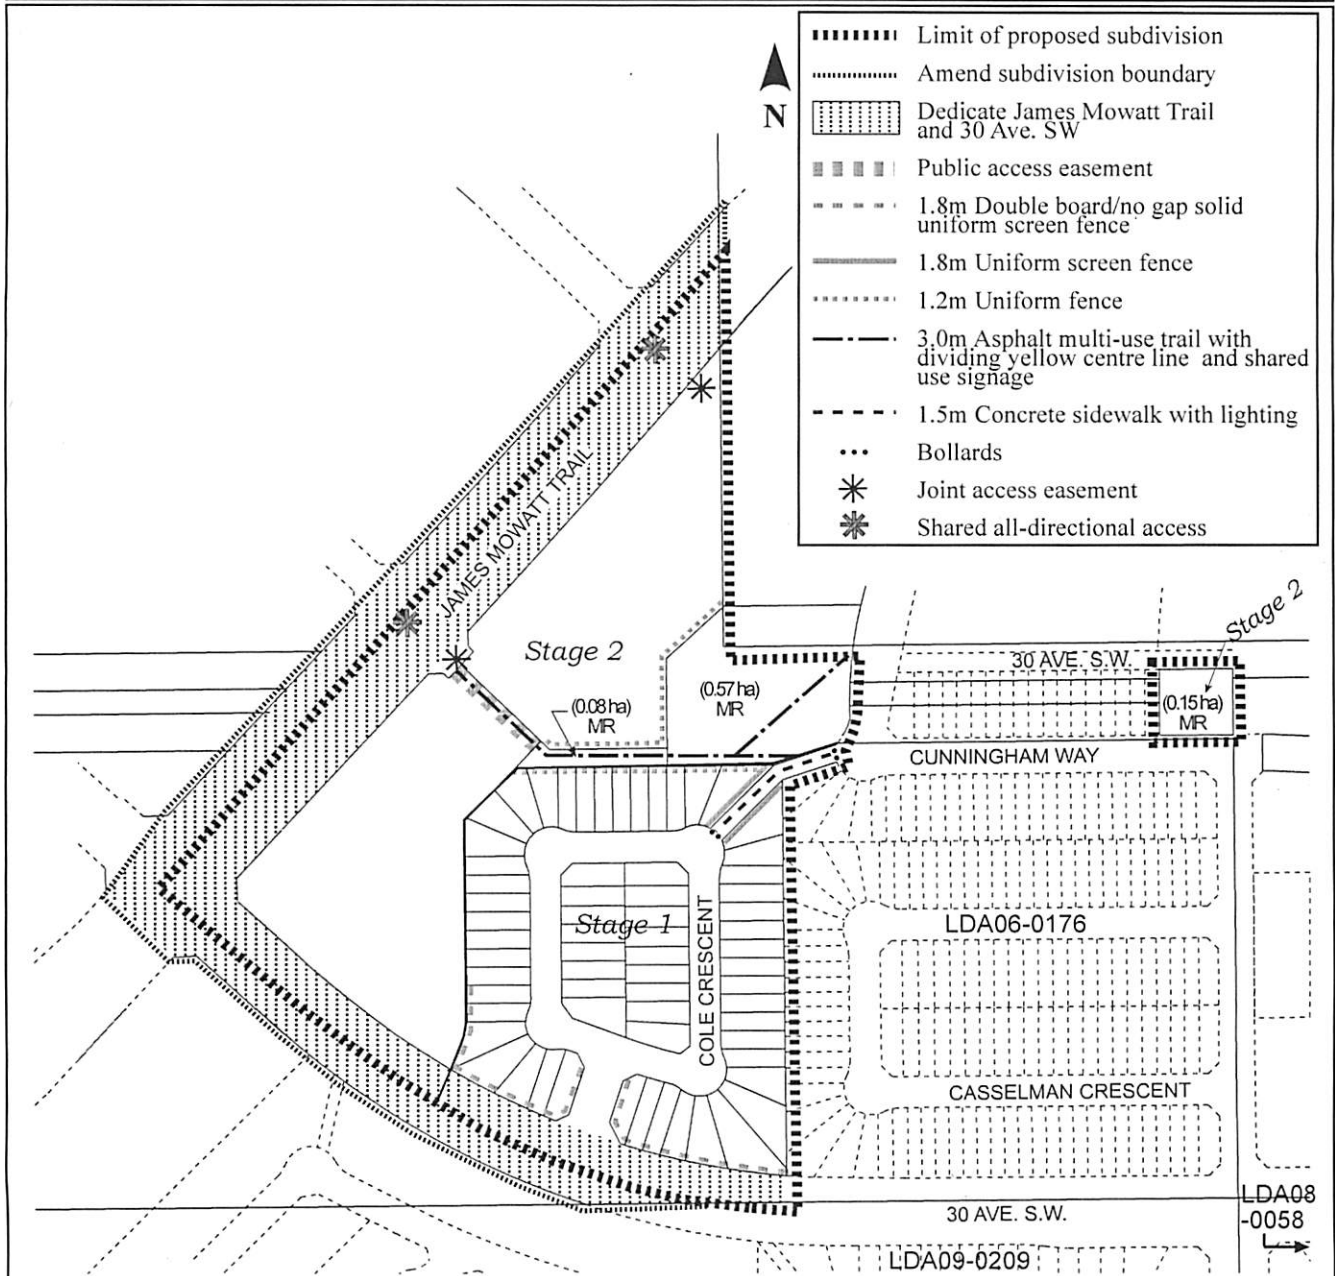 Limit of proposed subdivision
Amend subdivision boundary
Dedicate James Mowatt Trail
and 30 Ave. SW
Public access easement
1.8m Double board/no gap solid
uniform screen fence
1.8m Uniform screen fence
1.2m Uniform fence
3.0m Asphalt multi-use trail with
dividing yellow centre line and shared
use signage
1.5m Concrete sidewalk with lighting
Bollards
Joint access easement
Shared all-directional access
N
JAMES MOWATT TRAIL
Stage 2
Stage 2
30 AVE. S.W.
(0.57 ha)
MR
(0.08 ha)
MR
(0.15 ha)
MR
CUNNINGHAM WAY
Stage 1
COLE CRESCENT
LDA06-0176
CASSELMAN CRESCENT
30 AVE. S.W.
LDA08
-0058
LDA09-0209